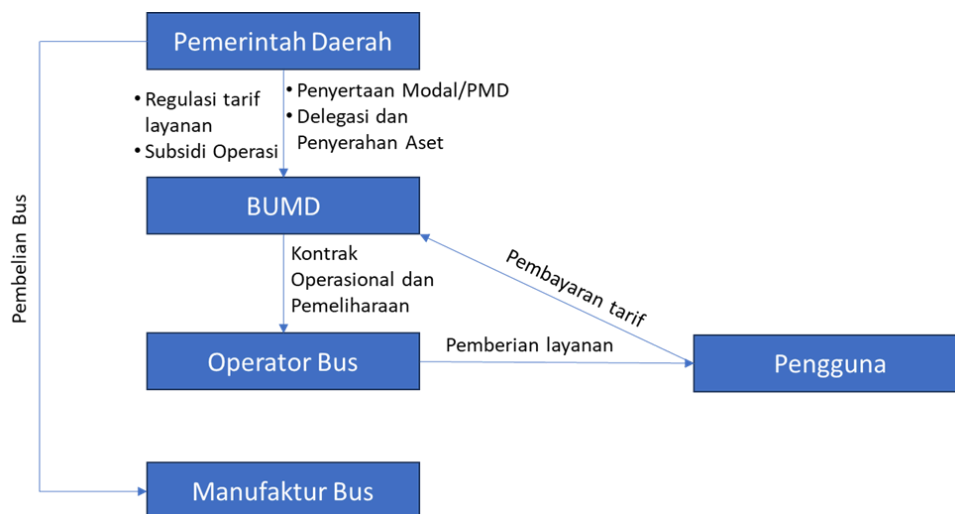 Pemerintah Daerah
• Regulasi tarif
layanan
• Subsidi Operasi
• Penyertaan Modal/PMD
• Delegasi dan
Penyerahan Aset
Pembelian Bus
BUMD
Kontrak
Operasional dan
Pemeliharaan
Pembayaran tarif
Operator Bus
Pemberian layanan
Pengguna
Manufaktur Bus